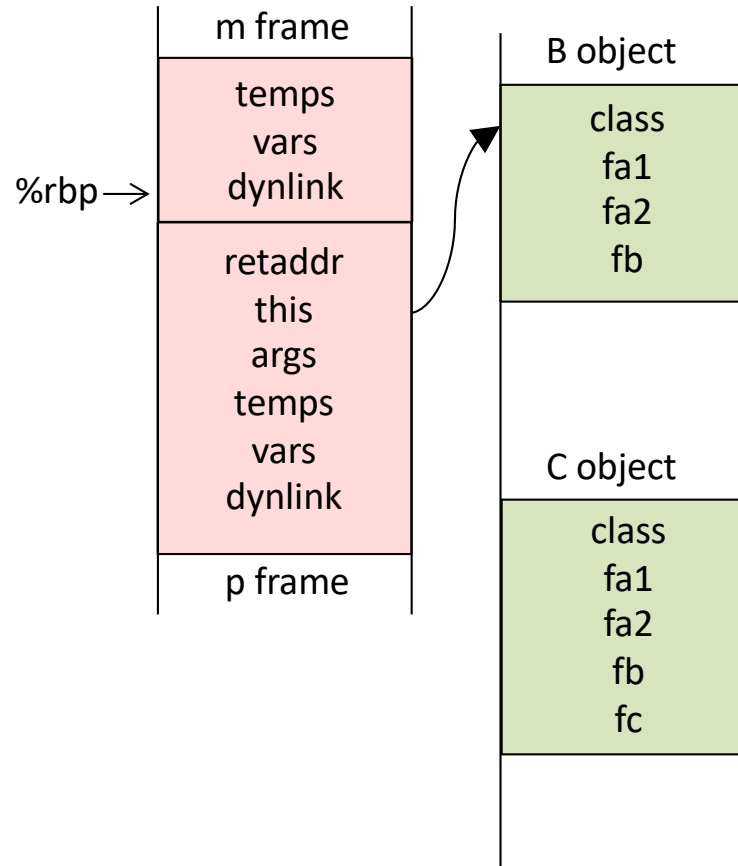 m frame
temps
vars
dynlink
%rbp
retaddr
this
args
temps
vars
dynlink
p frame
B object
class
fa1
fa2
fb
C object
class
fa1
fa2
fb
fc